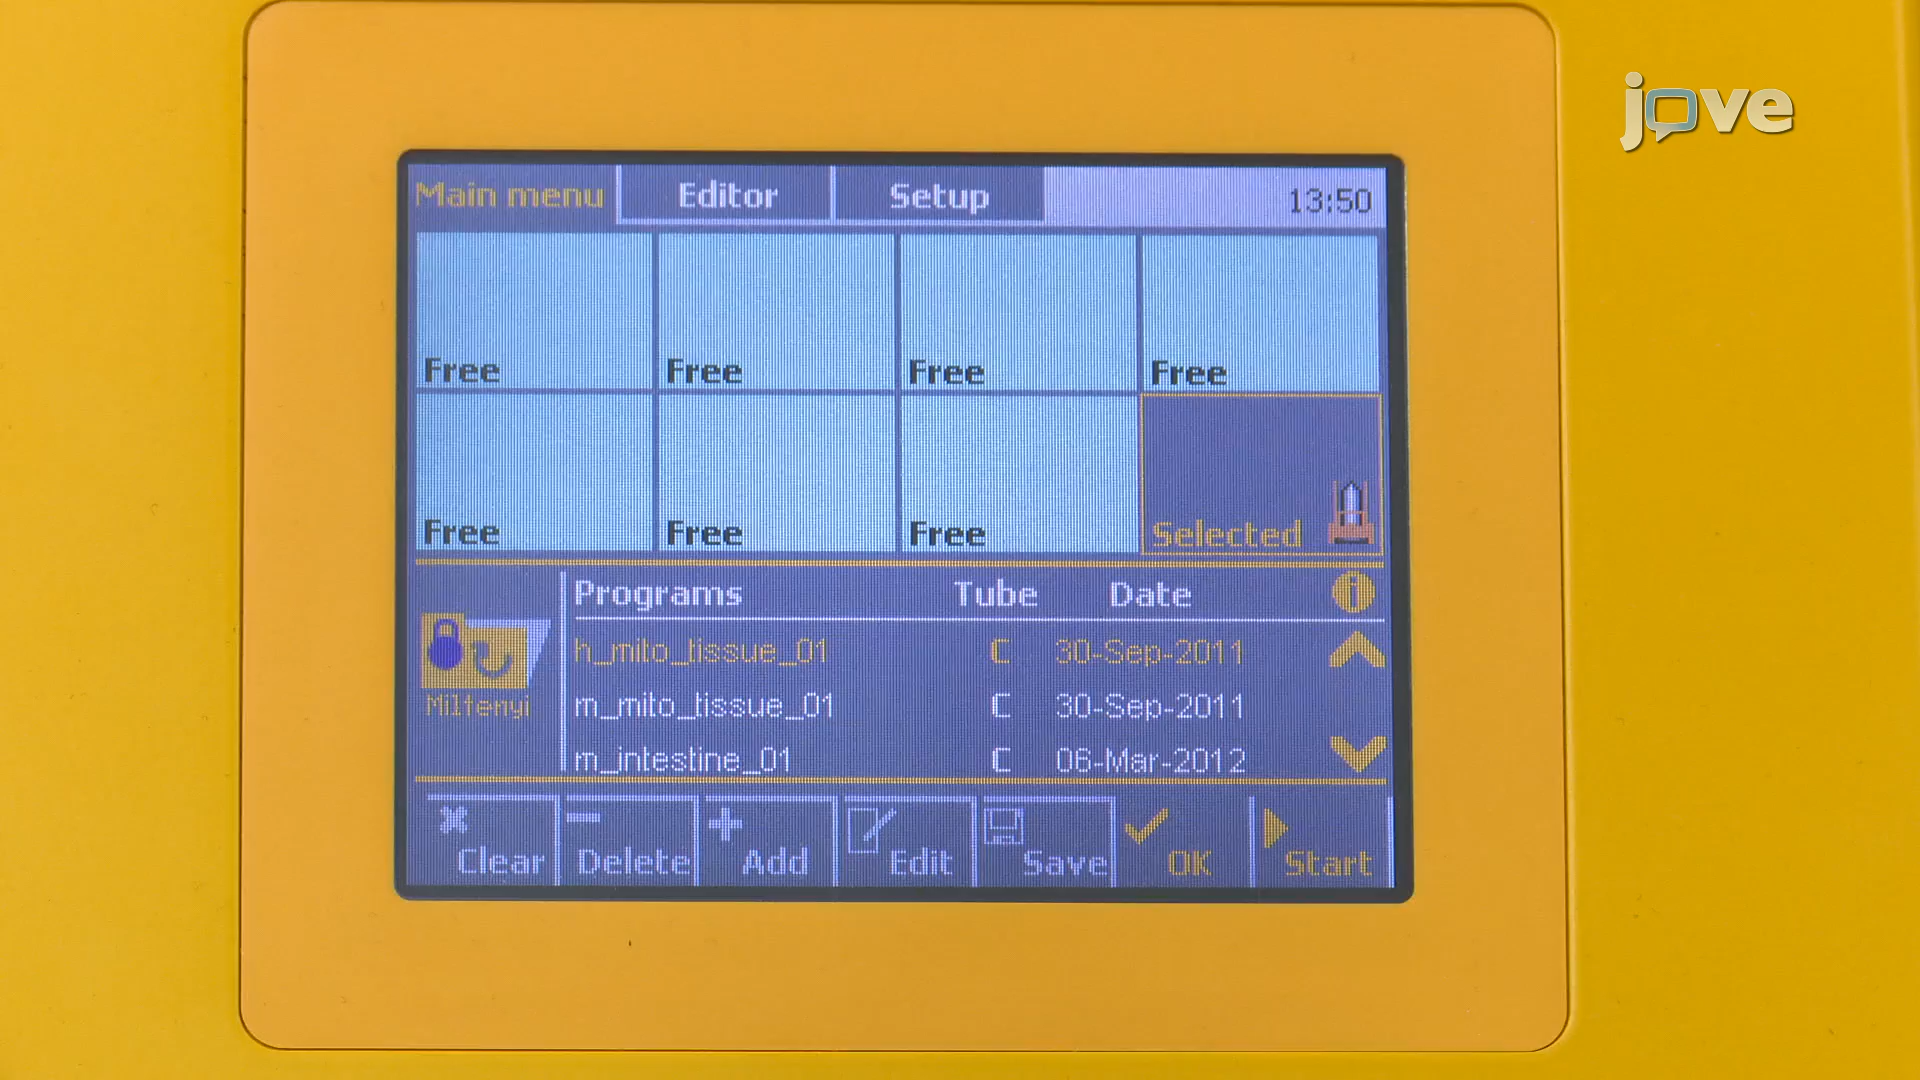 jove
Main menu Editor Setup 13:50
Free Free Free Free
Free Free Free Selected
Programs Tube Date i
h_mito_tissue_01 C 30-Sep-2011
m_mito_tissue_01 C 30-Sep-2011
Miltenyi
m_intestine_01 C 06-Mar-2012
Clear Delete Add Edit Save OK Start